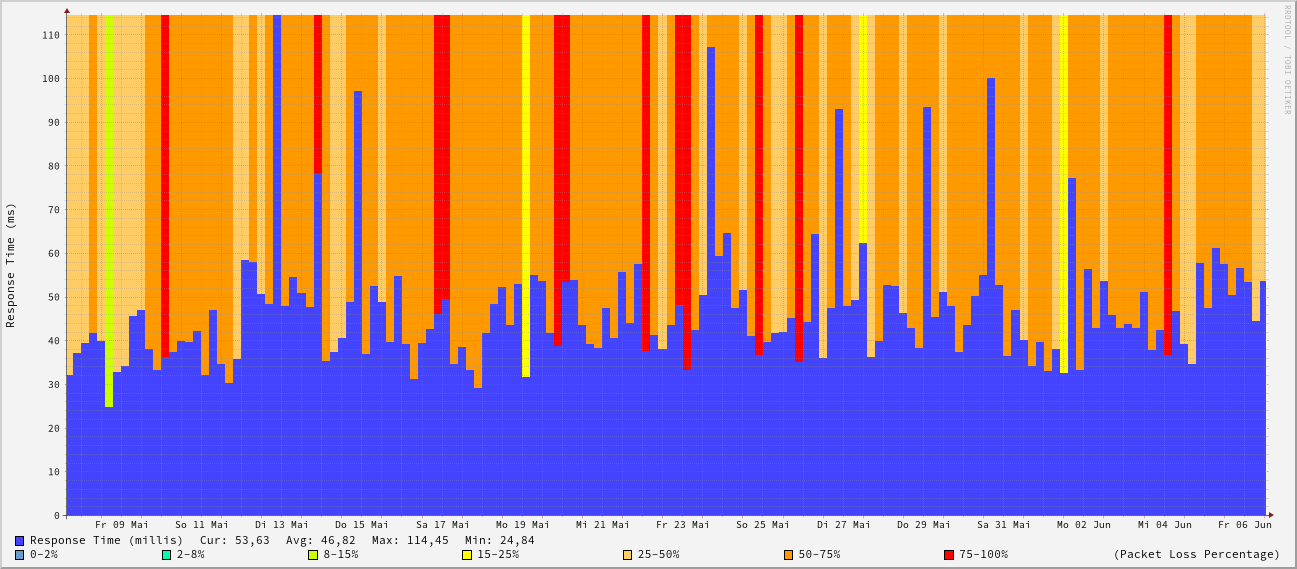 RRDTOOL / TOBI OETIKER
Response Time (ms)
110
100
90
80
70
60
50
40
30
20
10
0
Fr 09 Mai So 11 Mai Di 13 Mai Do 15 Mai Sa 17 Mai Mo 19 Mai Mi 21 Mai Fr 23 Mai So 25 Mai Di 27 Mai Do 29 Mai Sa 31 Mai Mo 02 Jun Mi 04 Jun Fr 06 Jun
Response Time (millis) Cur: 53,63 Avg: 46,82 Max: 114,45 Min: 24,84
0-2% 2-8% 8-15% 15-25% 25-50% 50-75% 75-100% (Packet Loss Percentage)